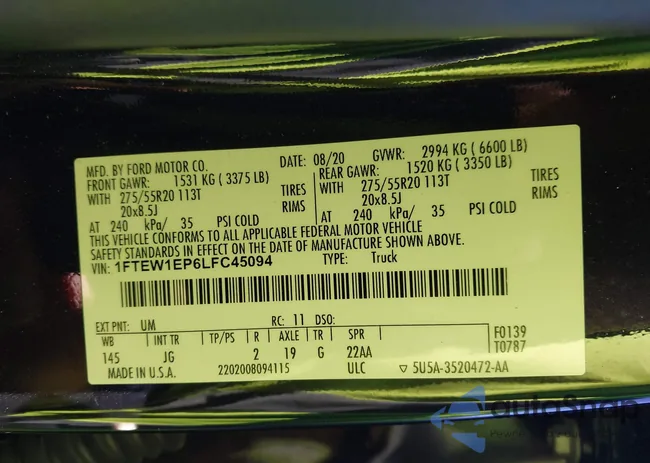 MFD. BY FORD MOTOR CO. DATE: 08/20 GVWR: 2994 KG ( 6600 LB)
FRONT GAWR: 1531 KG ( 3375 LB) REAR GAWR: 1520 KG ( 3350 LB)
WITH 275/55R20 113T TIRES WITH 275/55R20 113T TIRES
20x8.5J RIMS 20x8.5J RIMS
AT 240 kPa/ 35 PSI COLD AT 240 kPa/ 35 PSI COLD
THIS VEHICLE CONFORMS TO ALL APPLICABLE FEDERAL MOTOR VEHICLE
SAFETY STANDARDS IN EFFECT ON THE DATE OF MANUFACTURE SHOWN ABOVE.
VIN: 1FTEW1EP6LFC45094 TYPE: Truck
EXT PNT: UM RC: 11 DSO: F0139
WB INT TR TP/PS R AXLE TR SPR T0787
145 JG 2 19 G 22AA
MADE IN U.S.A. 2202008094115 ULC ▽ 5U5A-3520472-AA